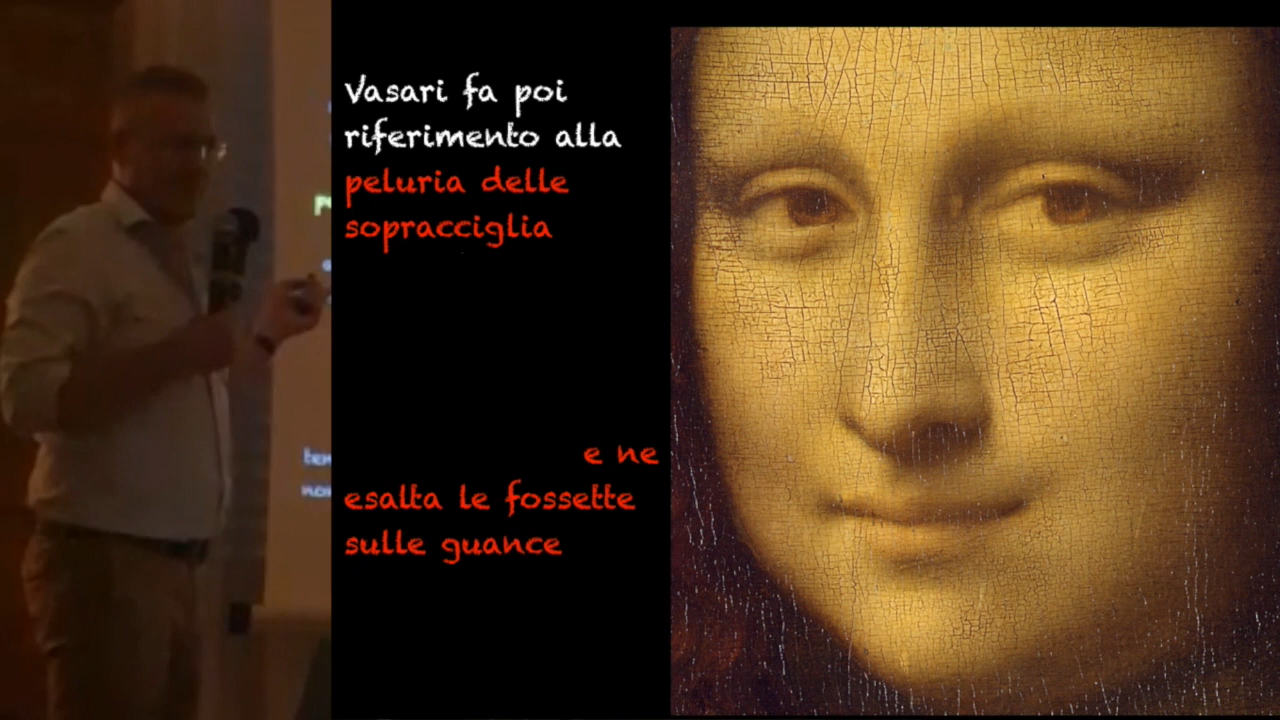 Vasari fa poi
riferimento alla
peluria delle
sopracciglia
e ne
esalta le fossette
sulle guance